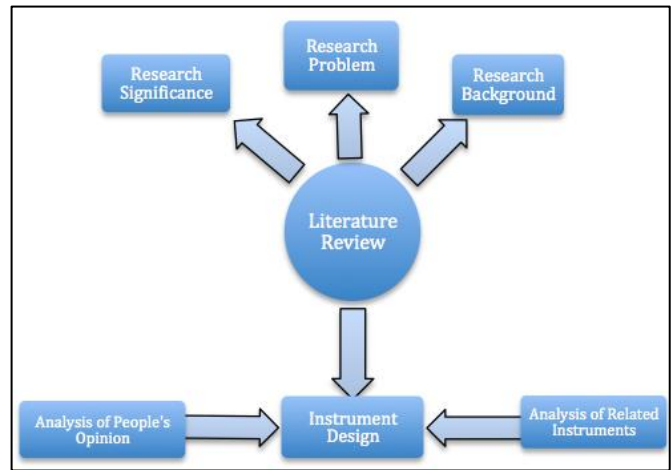 Research
Problem
Research
Significance
Research
Background
Literature
Review
Analysis of People's
Opinion
Instrument
Design
Analysis of Related
Instruments